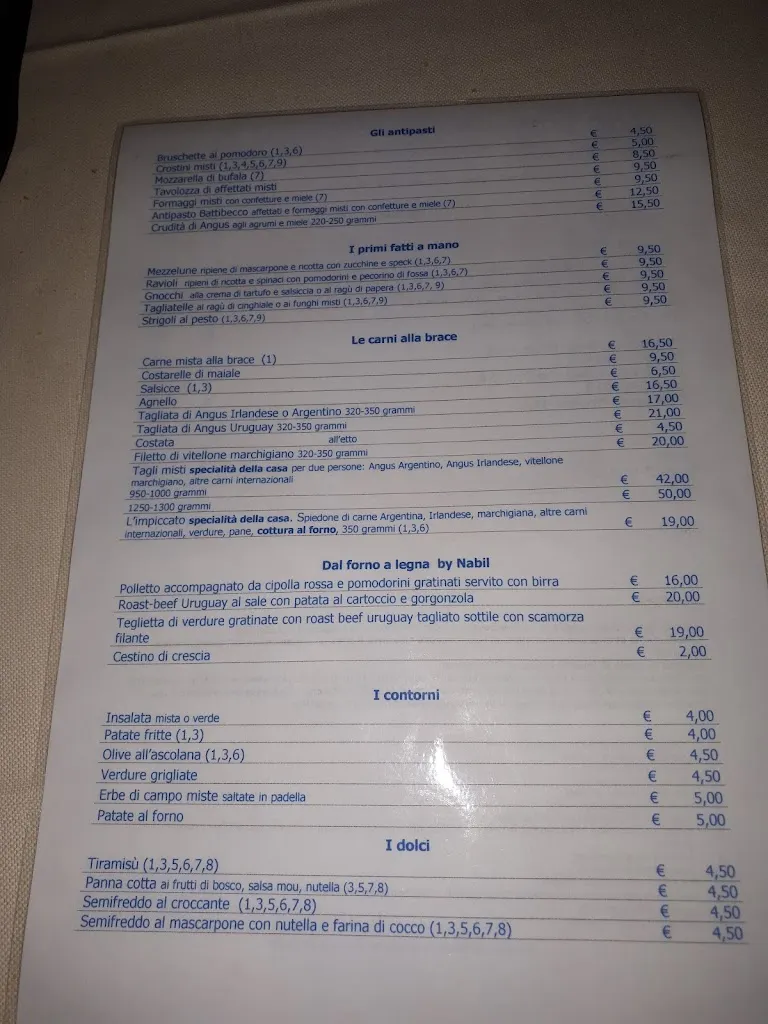 Gli antipasti
Bruschette al pomodoro (1,3,6) € 4,50
Crostini misti (1,3,4,5,6,7,9) € 5,00
Mozzarella di bufala (7) € 8,50
Tavolozza di affettati misti € 9,50
Formaggi misti con confetture e miele (7) € 9,50
Antipasto Battibecco affettati e formaggi misti con confetture e miele (7) € 12,50
Crudità di Angus agli agrumi e miele 220-250 grammi € 15,50
I primi fatti a mano
Mezzelune ripiene di mascarpone e ricotta con zucchine e speck (1,3,6,7) € 9,50
Ravioli ripieni di ricotta e spinaci con pomodorini e pecorino di fossa (1,3,6,7) € 9,50
Gnocchi alla crema di tartufo e salsiccia o al ragù di papera (1,3,6,7, 9) € 9,50
Tagliatelle al ragù di cinghiale o ai funghi misti (1,3,6,7,9) € 9,50
Strigoli al pesto (1,3,6,7,9) € 9,50
Le carni alla brace
Carne mista alla brace (1) € 16,50
Costarelle di maiale € 9,50
Salsicce (1,3) € 6,50
Agnello € 16,50
Tagliata di Angus Irlandese o Argentino 320-350 grammi € 17,00
Tagliata di Angus Uruguay 320-350 grammi € 21,00
Costata all'etto € 4,50
Filetto di vitellone marchigiano 320-350 grammi € 20,00
Tagli misti specialità della casa per due persone: Angus Argentino, Angus Irlandese, vitellone
marchigiano, altre carni internazionali
950-1000 grammi € 42,00
1250-1300 grammi € 50,00
L'impiccato specialità della casa. Spiedone di carne Argentina, Irlandese, marchigiana, altre carni
internazionali, verdure, pane, cottura al forno, 350 grammi (1,3,6) € 19,00
Dal forno a legna by Nabil
Polletto accompagnato da cipolla rossa e pomodorini gratinati servito con birra € 16,00
Roast-beef Uruguay al sale con patata al cartoccio e gorgonzola € 20,00
Teglietta di verdure gratinate con roast beef uruguay tagliato sottile con scamorza
filante € 19,00
Cestino di crescia € 2,00
I contorni
Insalata mista o verde € 4,00
Patate fritte (1,3) € 4,00
Olive all'ascolana (1,3,6) € 4,50
Verdure grigliate € 4,50
Erbe di campo miste saltate in padella € 5,00
Patate al forno € 5,00
I dolci
Tiramisù (1,3,5,6,7,8) € 4,50
Panna cotta ai frutti di bosco, salsa mou, nutella (3,5,7,8) € 4,50
Semifreddo al croccante (1,3,5,6,7,8) € 4,50
Semifreddo al mascarpone con nutella e farina di cocco (1,3,5,6,7,8) € 4,50